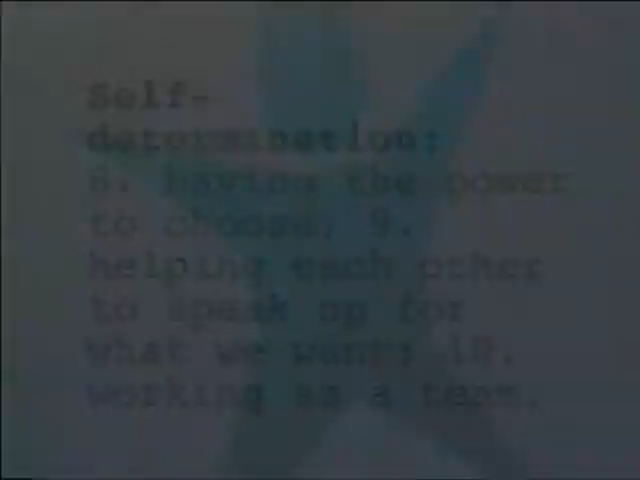 Self-
determination:
8. having the power
to choose; 9.
helping each other
to speak up for
what we want; 10.
working as a team.